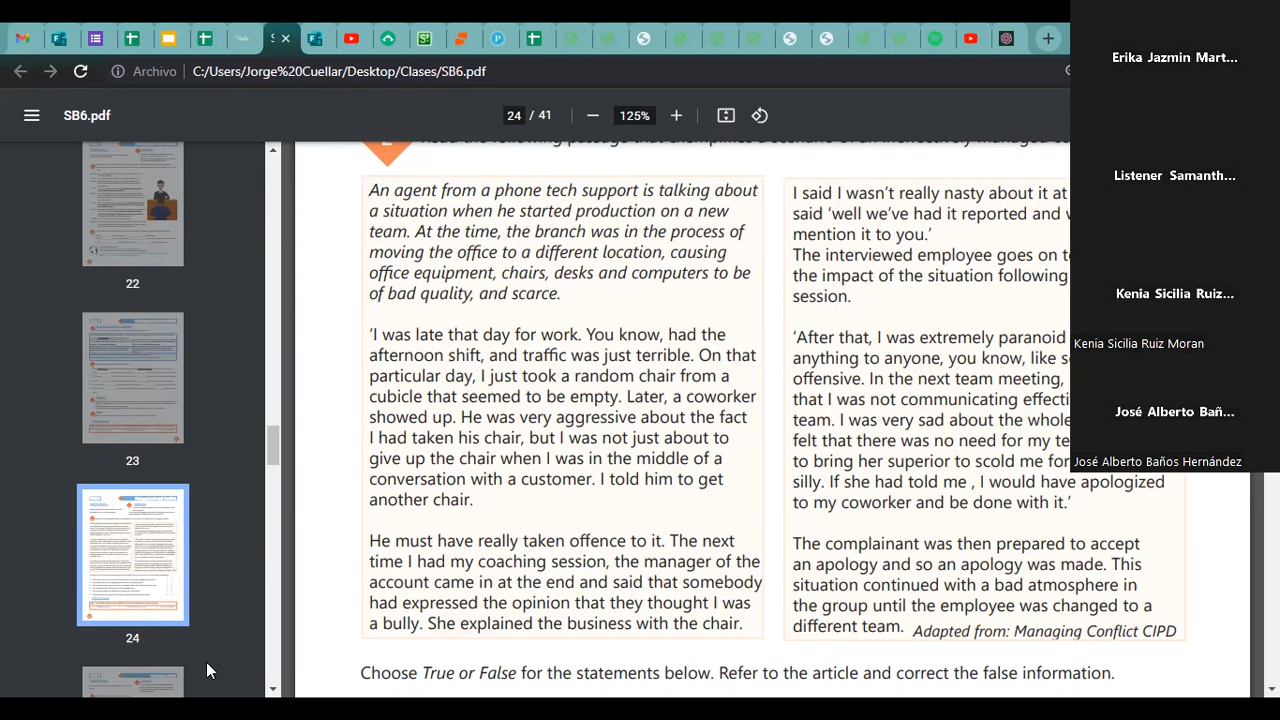 Archivo C:/Users/Jorge%20Cuellar/Desktop/Clases/SB6.pdf
SB6.pdf
24 / 41
125%
22
23
24
An agent from a phone tech support is talking about
a situation when he started production on a new
team. At the time, the branch was in the process of
moving the office to a different location, causing
office equipment, chairs, desks and computers to be
of bad quality, and scarce.
‘I was late that day for work. You know, had the
afternoon shift, and traffic was just terrible. On that
particular day, I just took a random chair from a
cubicle that seemed to be empty. Later, a coworker
showed up. He was very aggressive about the fact
I had taken his chair, but I was not just about to
give up the chair when I was in the middle of a
conversation with a customer. I told him to get
another chair.
He must have really taken offence to it. The next
time I had my coaching session, the manager of the
account came in at the end an said that somebody
had expressed the opinion that they thought I was
a bully. She explained the business with the chair.
I said I wasn’t really nasty about it at
said ‘well we’ve had it reported and
mention it to you.’
The interviewed employee goes on to
the impact of the situation following
session.
‘After that, I was extremely paranoid
anything to anyone, you know, like
offensive. In the next team meeting,
that I was not communicating
team. I was very sad about the whole
felt that there was no need for my
to bring her superior to scold me for
silly. If she had told me , I would have apologized
to my coworker and be done with it.’
The complainant was then prepared to accept
an apology and so an apology was made. This
situation continued with a bad atmosphere in
the group until the employee was changed to a
different team. Adapted from: Managing Conflict CIPD
Choose True or False for the statements below. Refer to the article and correct the false information.
Erika Jazmin Mart...
Listener Samanth...
Kenia Sicilia Ruiz...
Kenia Sicilia Ruiz Moran
José Alberto Bañ...
José Alberto Baños Hernández